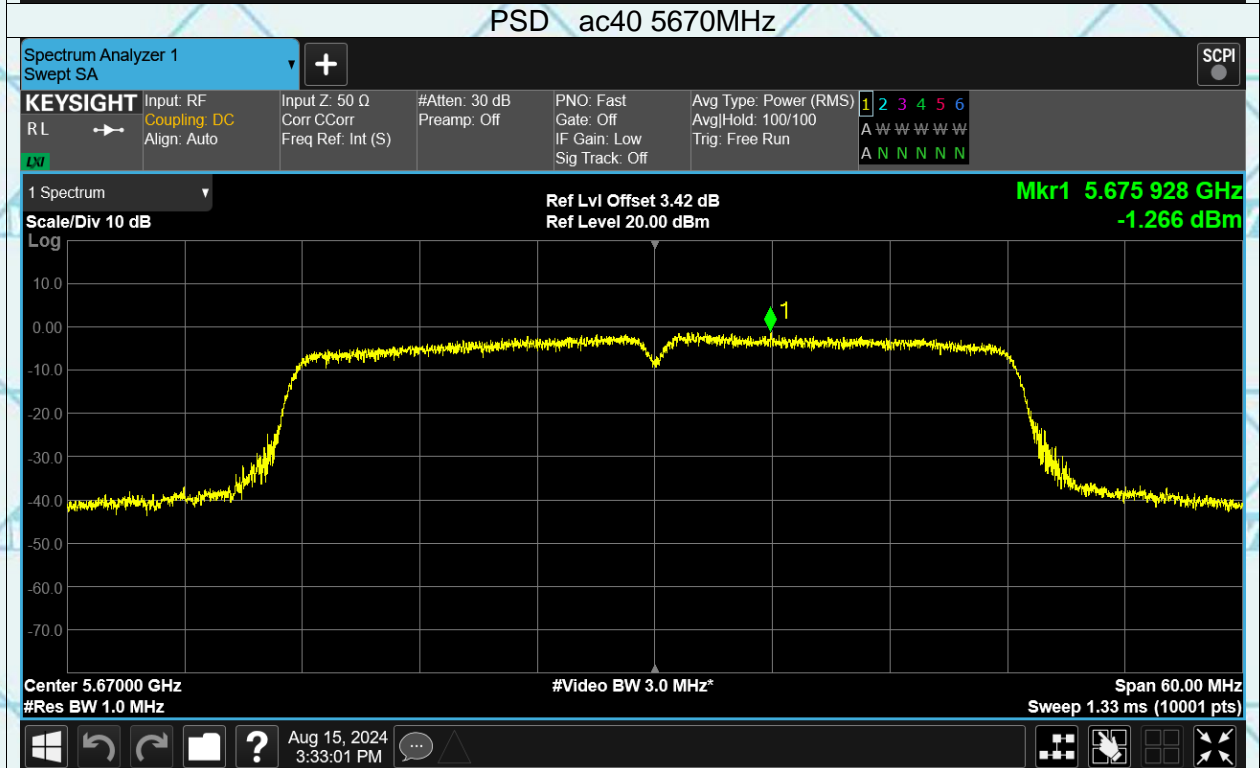 PSD ac40 5670MHz
Spectrum Analyzer 1
Swept SA
SCPI
KEYSIGHT
RL
LXI
Input: RF
Coupling: DC
Align: Auto
Input Z: 50 Ω
Corr CCorr
Freq Ref: Int (S)
#Atten: 30 dB
Preamp: Off
PNO: Fast
Gate: Off
IF Gain: Low
Sig Track: Off
Avg Type: Power (RMS)
Avg|Hold: 100/100
Trig: Free Run
1 2 3 4 5 6
A W W W W W
A N N N N N
1 Spectrum
Scale/Div 10 dB
Log
Ref Lvl Offset 3.42 dB
Ref Level 20.00 dBm
Mkr1 5.675 928 GHz
-1.266 dBm
10.0
0.00
-10.0
-20.0
-30.0
-40.0
-50.0
-60.0
-70.0
1
Center 5.67000 GHz
#Res BW 1.0 MHz
#Video BW 3.0 MHz*
Span 60.00 MHz
Sweep 1.33 ms (10001 pts)
Aug 15, 2024
3:33:01 PM